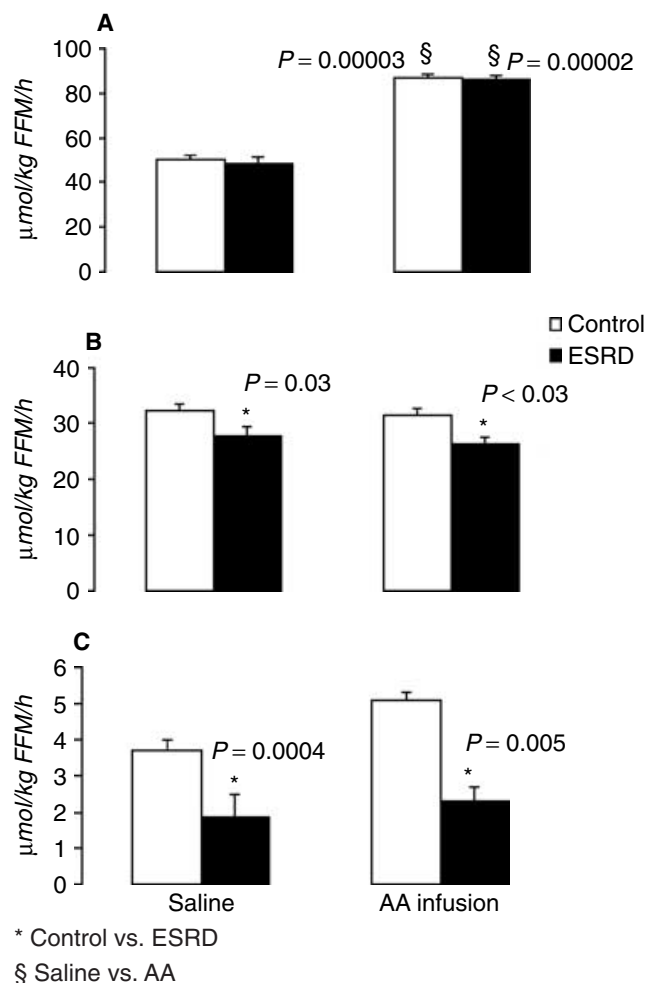 A
P = 0.00003 § § P = 0.00002
100
80
60
40
20
0
μmol/kg FFM/h
Control
ESRD
B
P = 0.03
P < 0.03
*
*
40
30
20
10
0
μmol/kg FFM/h
C
P = 0.0004
P = 0.005
*
*
6
5
4
3
2
1
0
μmol/kg FFM/h
Saline
AA infusion
* Control vs. ESRD
§ Saline vs. AA